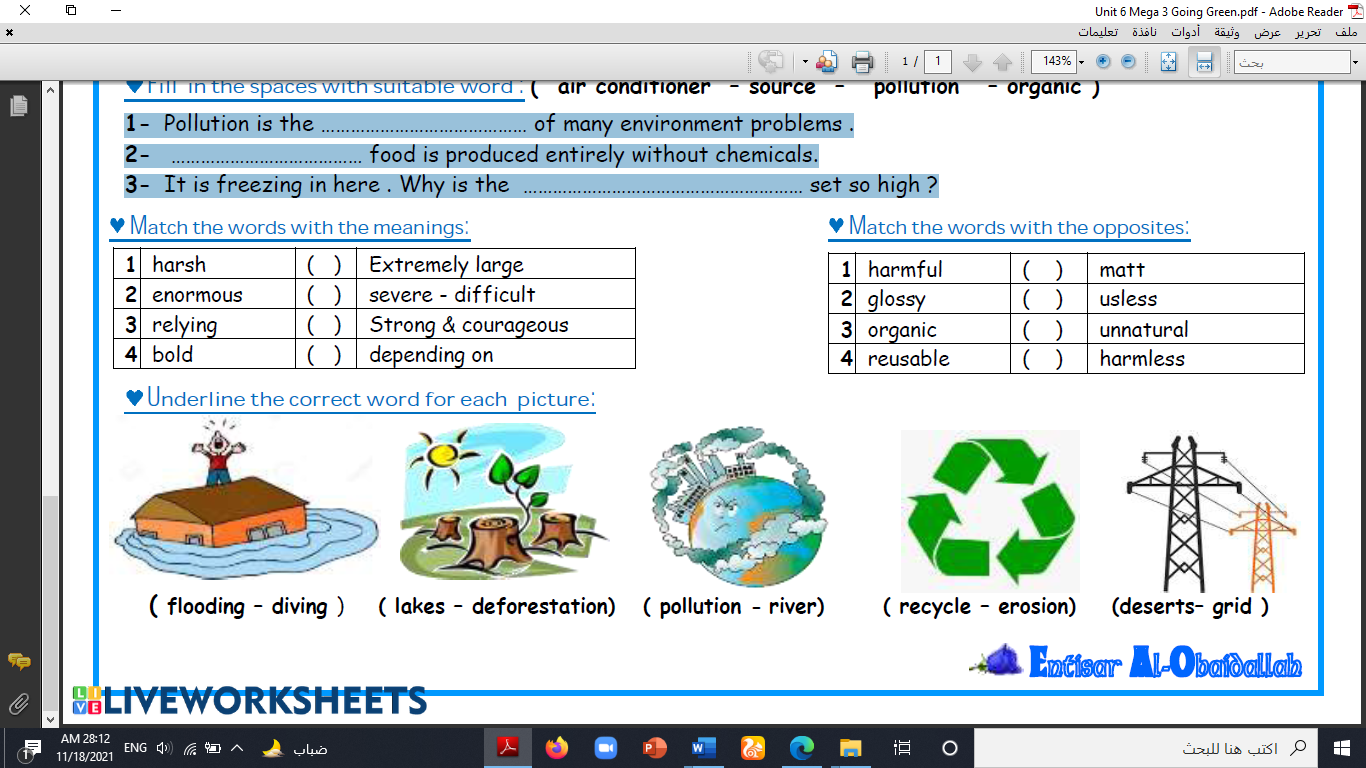 Unit 6 Mega 3 Going Green.pdf - Adobe Reader
ملف تحرير عرض وثيقة أدوات نافذة تعليمات
1 / 1 143% بحث
♥Fill in the spaces with suitable word : ( air conditioner - source - pollution - organic )
1- Pollution is the ........................................ of many environment problems .
2- ...................................... food is produced entirely without chemicals.
3- It is freezing in here . Why is the ........................................................ set so high ?
♥ Match the words with the meanings:
1 harsh ( ) Extremely large
2 enormous ( ) severe - difficult
3 relying ( ) Strong & courageous
4 bold ( ) depending on
♥ Match the words with the opposites:
1 harmful ( ) matt
2 glossy ( ) usless
3 organic ( ) unnatural
4 reusable ( ) harmless
♥Underline the correct word for each picture:
( flooding - diving ) ( lakes - deforestation) ( pollution - river) ( recycle - erosion) (deserts- grid )
Entisar Al-Obaidallah
LIVE LIVEWORKSHEETS
AM 28:12
11/18/2021
ENG
ضباب
اكتب هنا للبحث
1